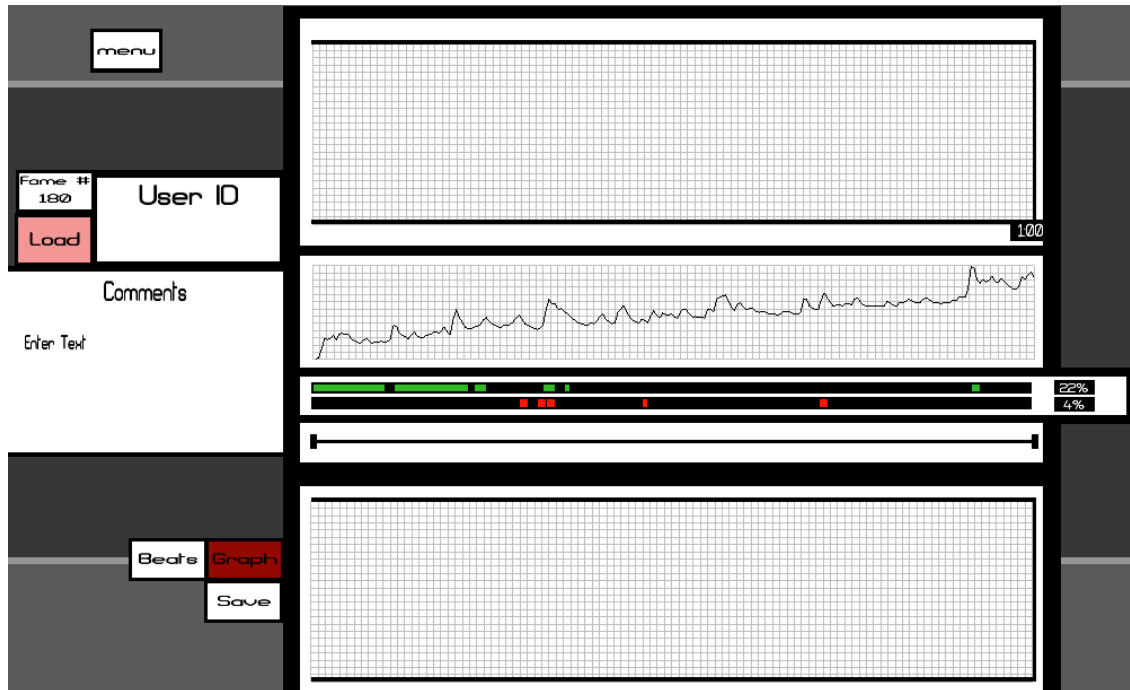 menu
Fame #
180
User ID
Load
100
Comments
Enter Text
22%
4%
Beats
Graph
Save